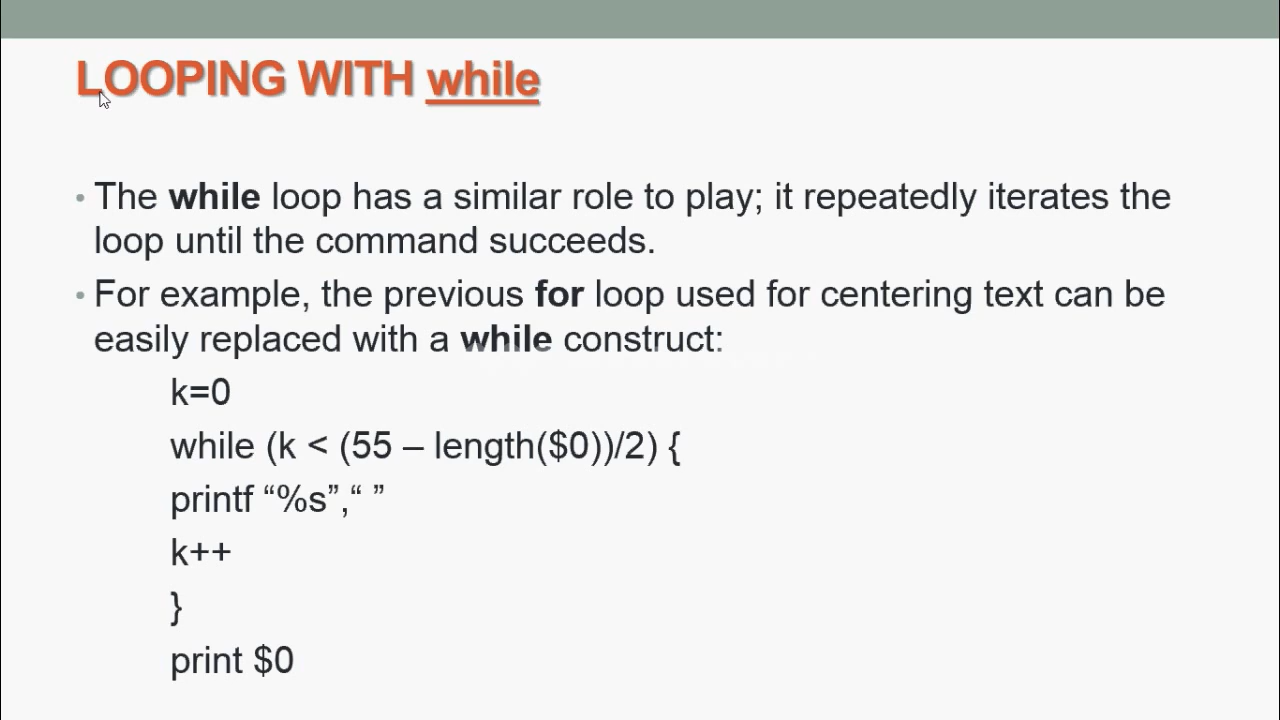 LOOPING WITH while
• The while loop has a similar role to play; it repeatedly iterates the
loop until the command succeeds.
• For example, the previous for loop used for centering text can be
easily replaced with a while construct:
k=0
while (k < (55 – length($0))/2) {
printf “%s”,“ ”
k++
}
print $0